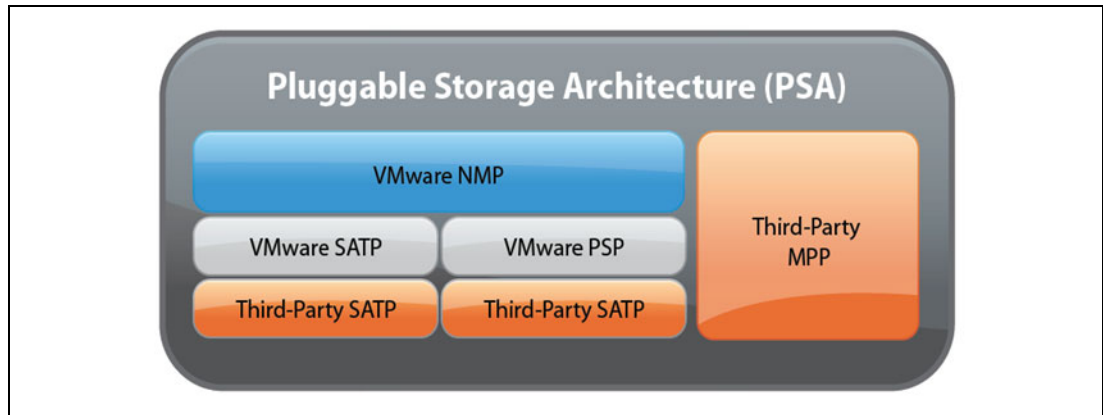 Pluggable Storage Architecture (PSA)
VMware NMP
VMware SATP
VMware PSP
Third-Party SATP
Third-Party SATP
Third-Party
MPP